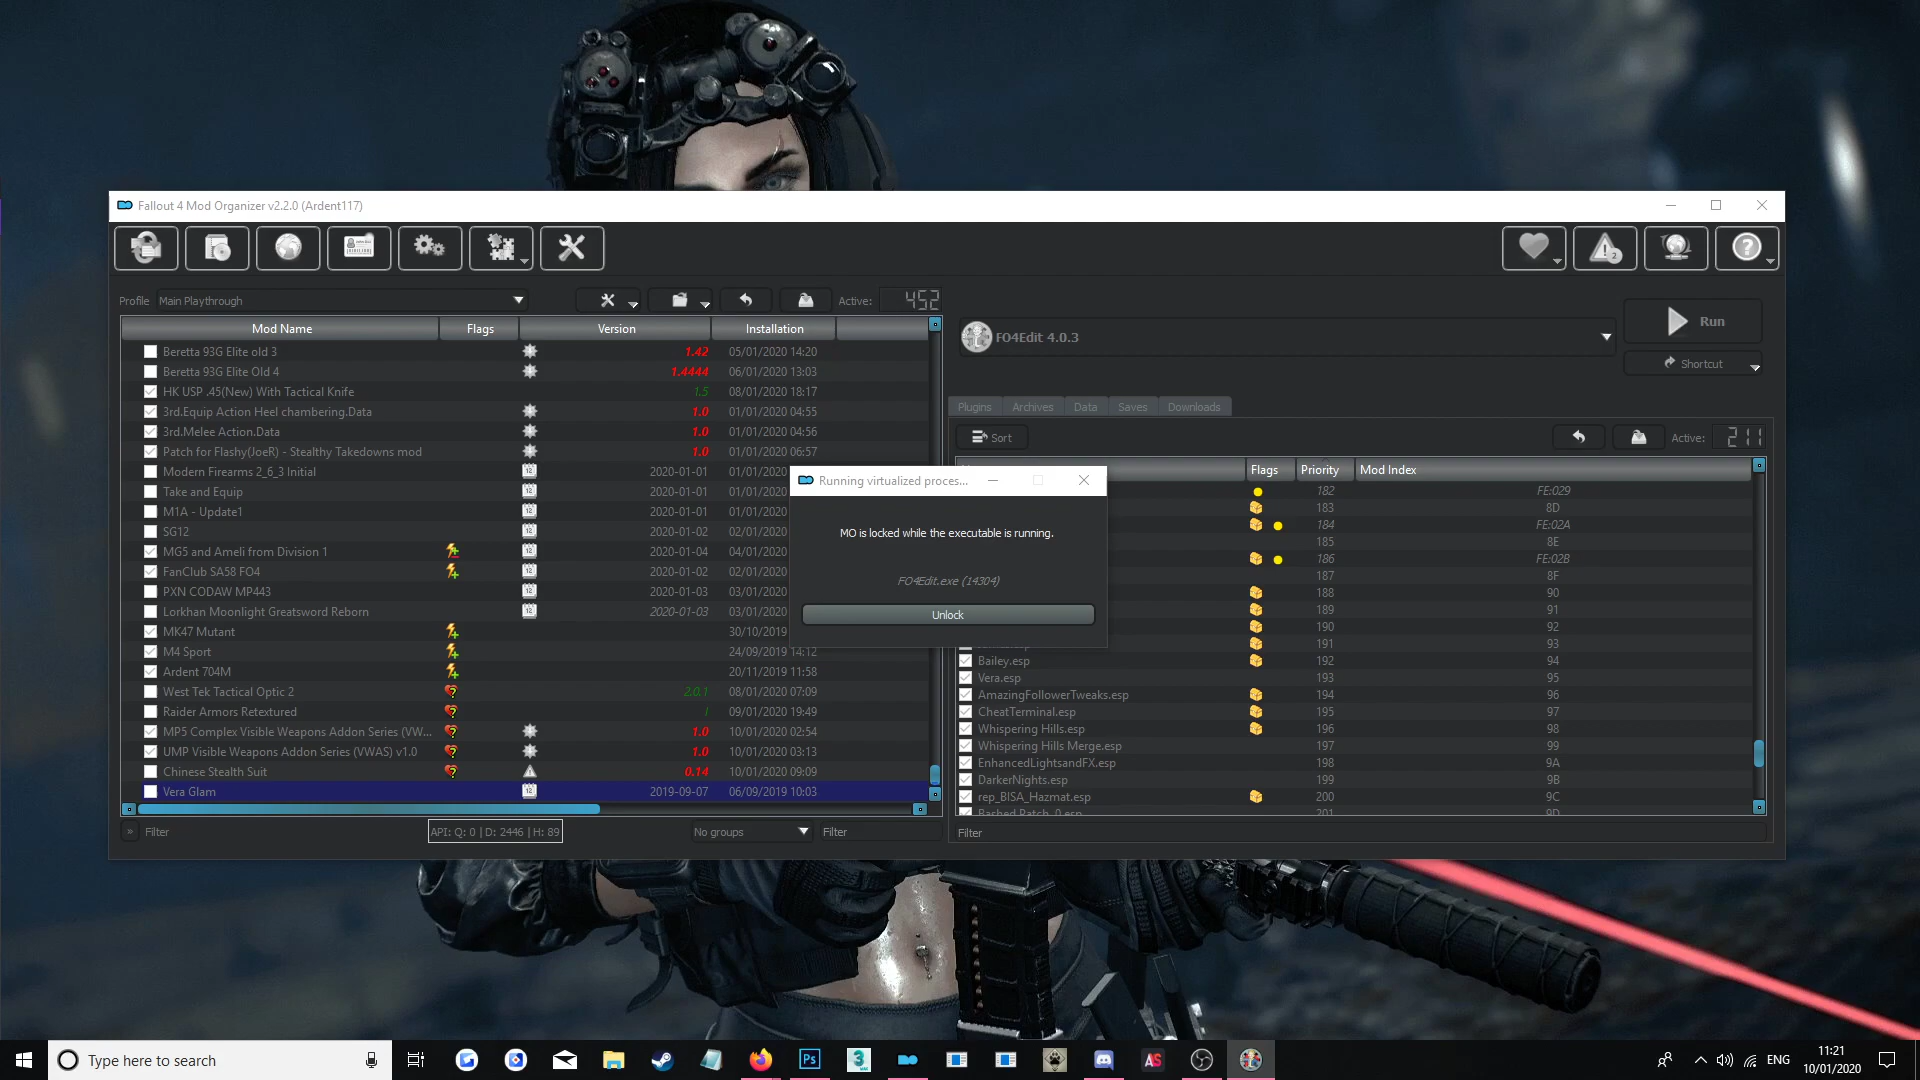 Fallout 4 Mod Organizer v2.2.0 (Ardent117)
2
Profile Main Playthrough
Active: 452
Mod Name Flags Version Installation
Beretta 93G Elite old 3 1.42 05/01/2020 14:20
Beretta 93G Elite Old 4 1.4444 06/01/2020 13:03
HK USP .45(New) With Tactical Knife 1.5 08/01/2020 18:17
3rd.Equip Action Heel chambering.Data 1.0 01/01/2020 04:55
3rd.Melee Action.Data 1.0 01/01/2020 04:56
Patch for Flashy(JoeR) - Stealthy Takedowns mod 1.0 01/01/2020 06:57
Modern Firearms 2_6_3 Initial 2020-01-01 01/01/2020
Take and Equip 2020-01-01 01/01/2020
M1A - Update1 2020-01-01 01/01/2020
SG12 2020-01-02 02/01/2020
MG5 and Ameli from Division 1 2020-01-04 04/01/2020
FanClub SA58 FO4 2020-01-02 02/01/2020
PXN CODAW MP443 2020-01-03 03/01/2020
Lorkhan Moonlight Greatsword Reborn 2020-01-03 03/01/2020
MK47 Mutant 30/10/2019
M4 Sport 24/09/2019 14:12
Ardent 704M 20/11/2019 11:58
West Tek Tactical Optic 2 2.0.1 08/01/2020 07:09
Raider Armors Retextured / 09/01/2020 19:49
MP5 Complex Visible Weapons Addon Series (VW... 1.0 10/01/2020 02:54
UMP Visible Weapons Addon Series (VWAS) v1.0 1.0 10/01/2020 03:13
Chinese Stealth Suit 0.14 10/01/2020 09:09
Vera Glam 2019-09-07 06/09/2019 10:03
» Filter
API: Q: 0 | D: 2446 | H: 89
No groups
Filter
FO4Edit 4.0.3
Run
Shortcut
Plugins Archives Data Saves Downloads
Sort
Active: 211
Flags Priority Mod Index
182 FE:029
183 8D
184 FE:02A
185 8E
186 FE:02B
187 8F
188 90
189 91
190 92
191 93
Bailey.esp 192 94
Vera.esp 193 95
AmazingFollowerTweaks.esp 194 96
CheatTerminal.esp 195 97
Whispering Hills.esp 196 98
Whispering Hills Merge.esp 197 99
EnhancedLightsandFX.esp 198 9A
DarkerNights.esp 199 9B
rep_BISA_Hazmat.esp 200 9C
Bashed Patch, 0.esp 201 9D
Filter
Running virtualized proces...
MO is locked while the executable is running.
FO4Edit.exe (14304)
Unlock
Type here to search
Ps
3
AS
ENG
11:21
10/01/2020